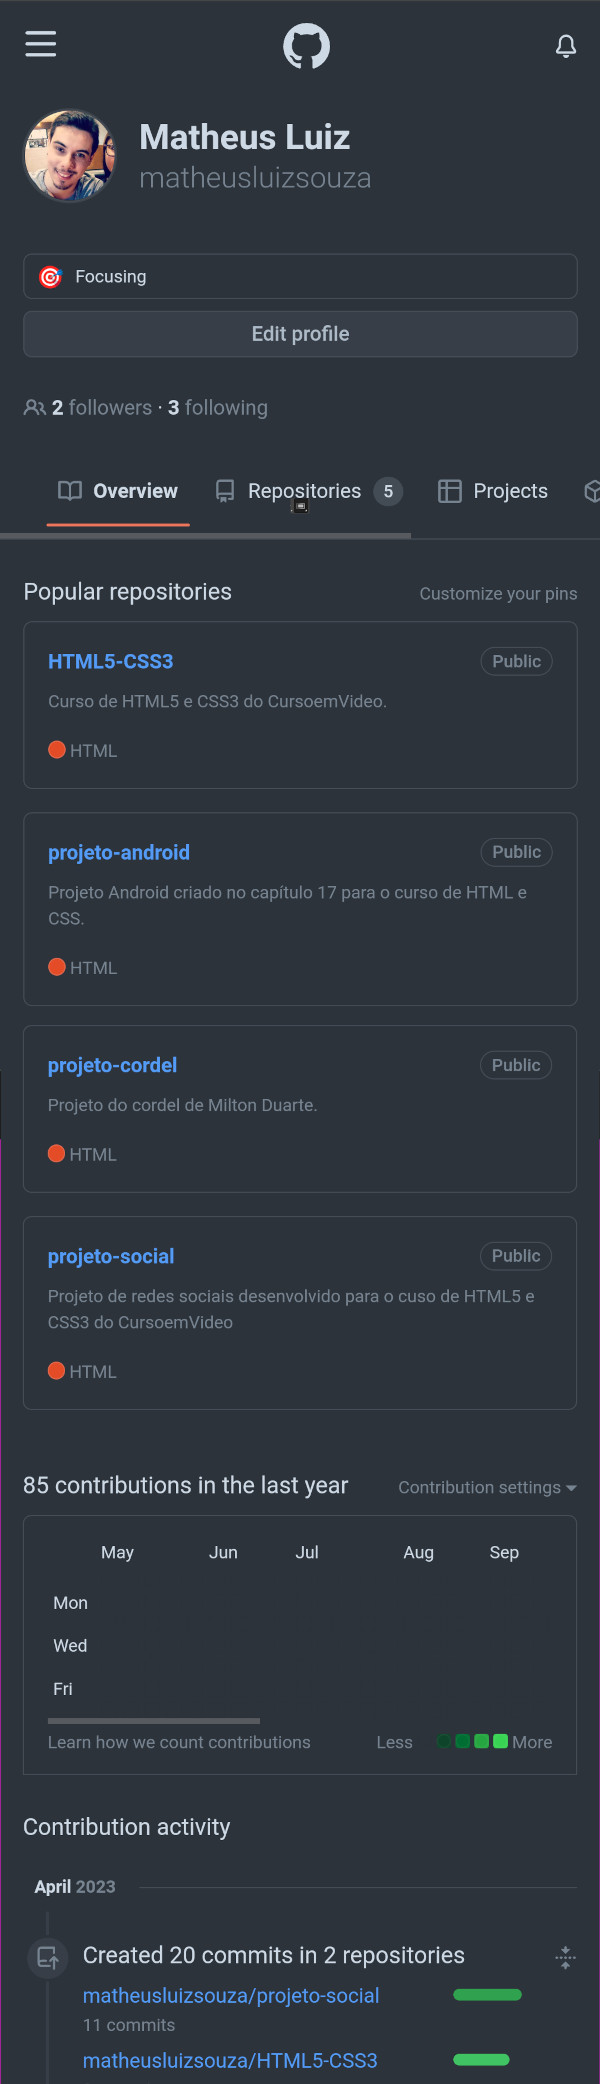 Matheus Luiz
matheusluizsouza
Focusing
Edit profile
2 followers · 3 following
Overview Repositories 5 Projects
Popular repositories Customize your pins
HTML5-CSS3 Public
Curso de HTML5 e CSS3 do CursoemVideo.
HTML
projeto-android Public
Projeto Android criado no capítulo 17 para o curso de HTML e
CSS.
HTML
projeto-cordel Public
Projeto do cordel de Milton Duarte.
HTML
projeto-social Public
Projeto de redes sociais desenvolvido para o cuso de HTML5 e
CSS3 do CursoemVideo
HTML
85 contributions in the last year Contribution settings
May Jun Jul Aug Sep
Mon
Wed
Fri
Learn how we count contributions Less More
Contribution activity
April 2023
Created 20 commits in 2 repositories
matheusluizsouza/projeto-social
11 commits
matheusluizsouza/HTML5-CSS3